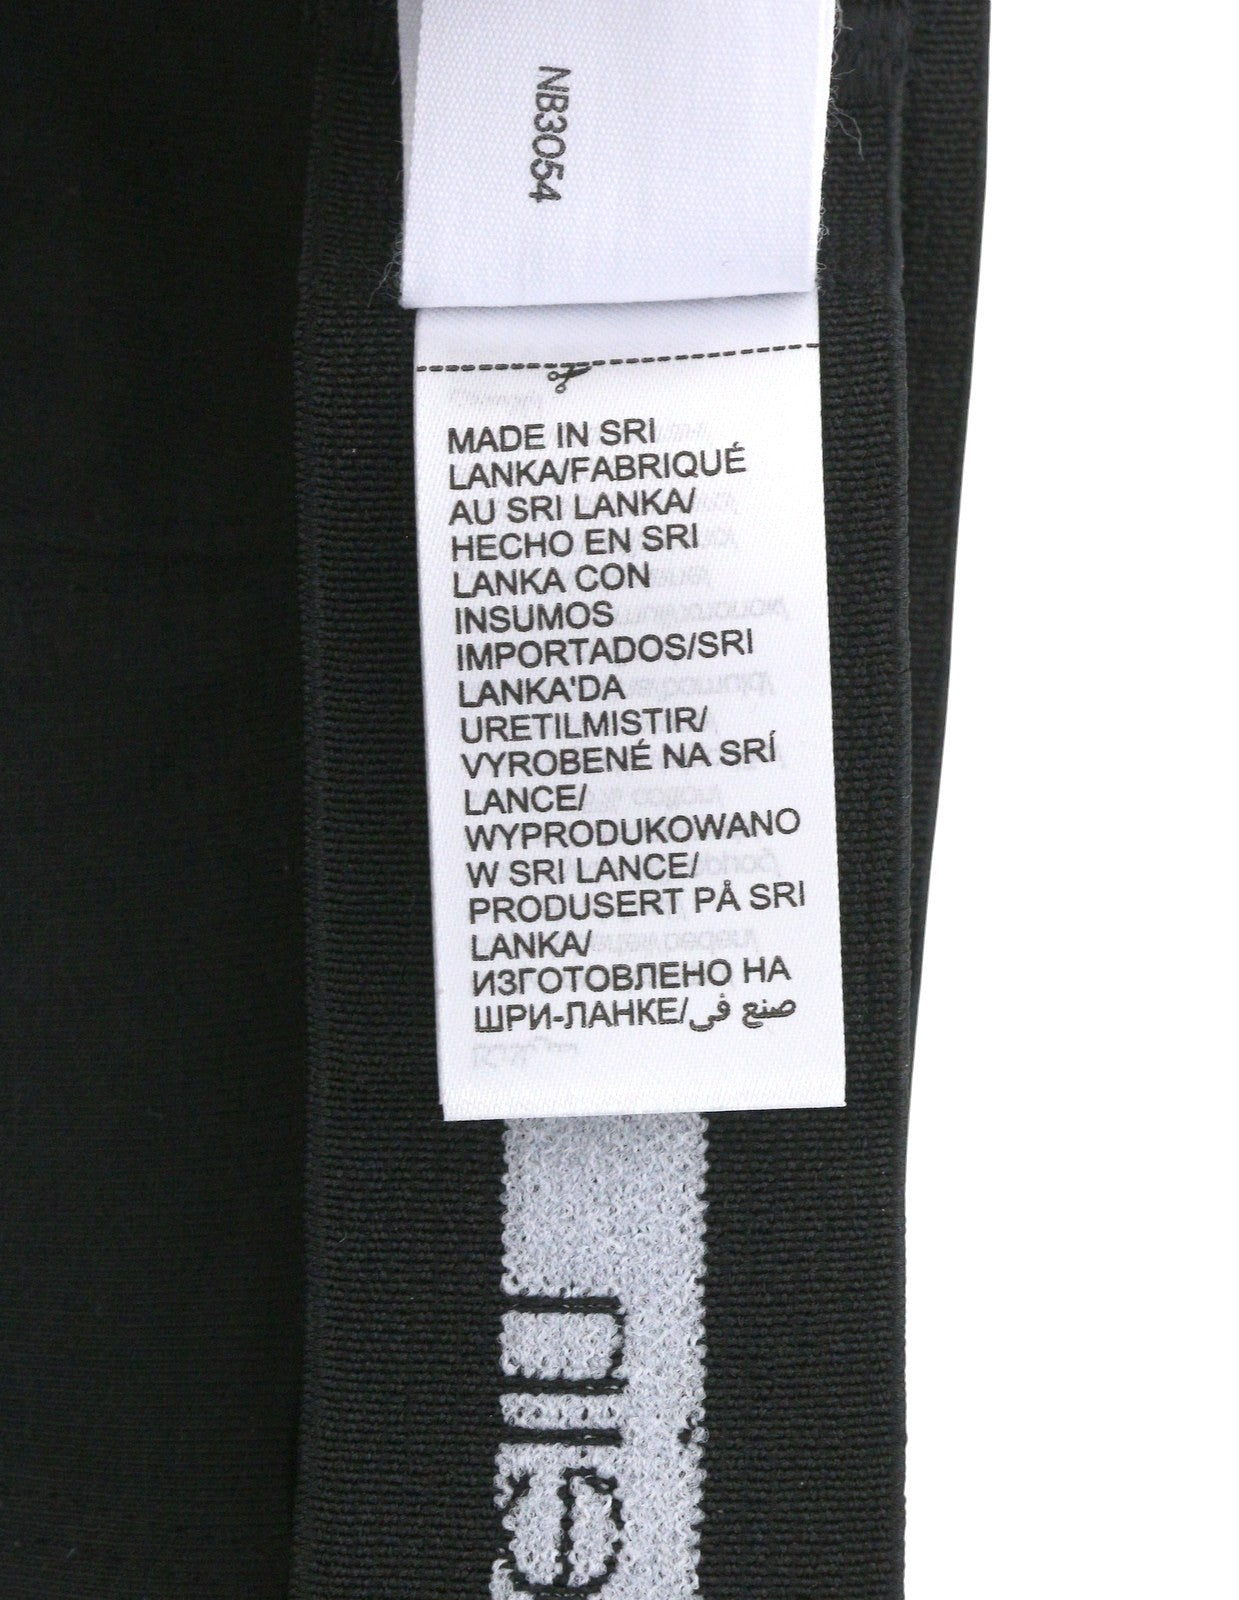 NB3054
MADE IN SRI
LANKA/FABRIQUÉ
AU SRI LANKA/
HECHO EN SRI
LANKA CON
INSUMOS
IMPORTADOS/SRI
LANKA'DA
URETILMISTIR/
VYROBENÉ NA SRÍ
LANCE/
WYPRODUKOWANO
W SRI LANCE/
PRODUSERT PÅ SRI
LANKA/
ИЗГОТОВЛЕНО НА
ШРИ-ЛАНКЕ/صنع في